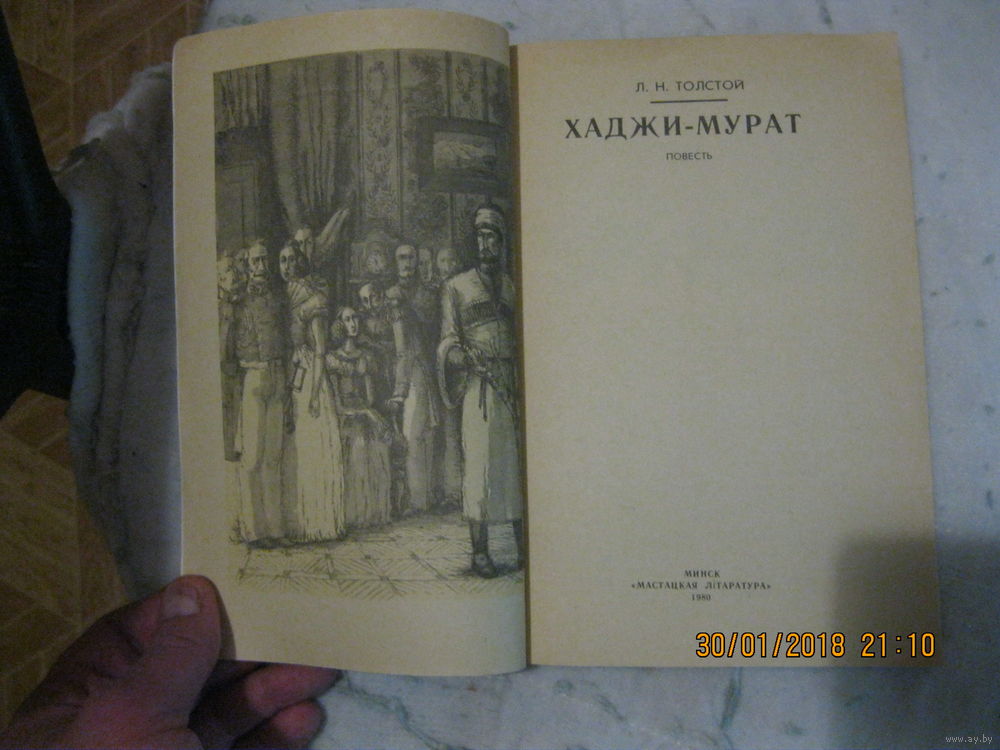 Л. Н. ТОЛСТОЙ
ХАДЖИ-МУРАТ
ПОВЕСТЬ
МИНСК
«МАСТАЦКАЯ ЛІТАРАТУРА»
1980
30/01/2018 21:10
www.ay.by